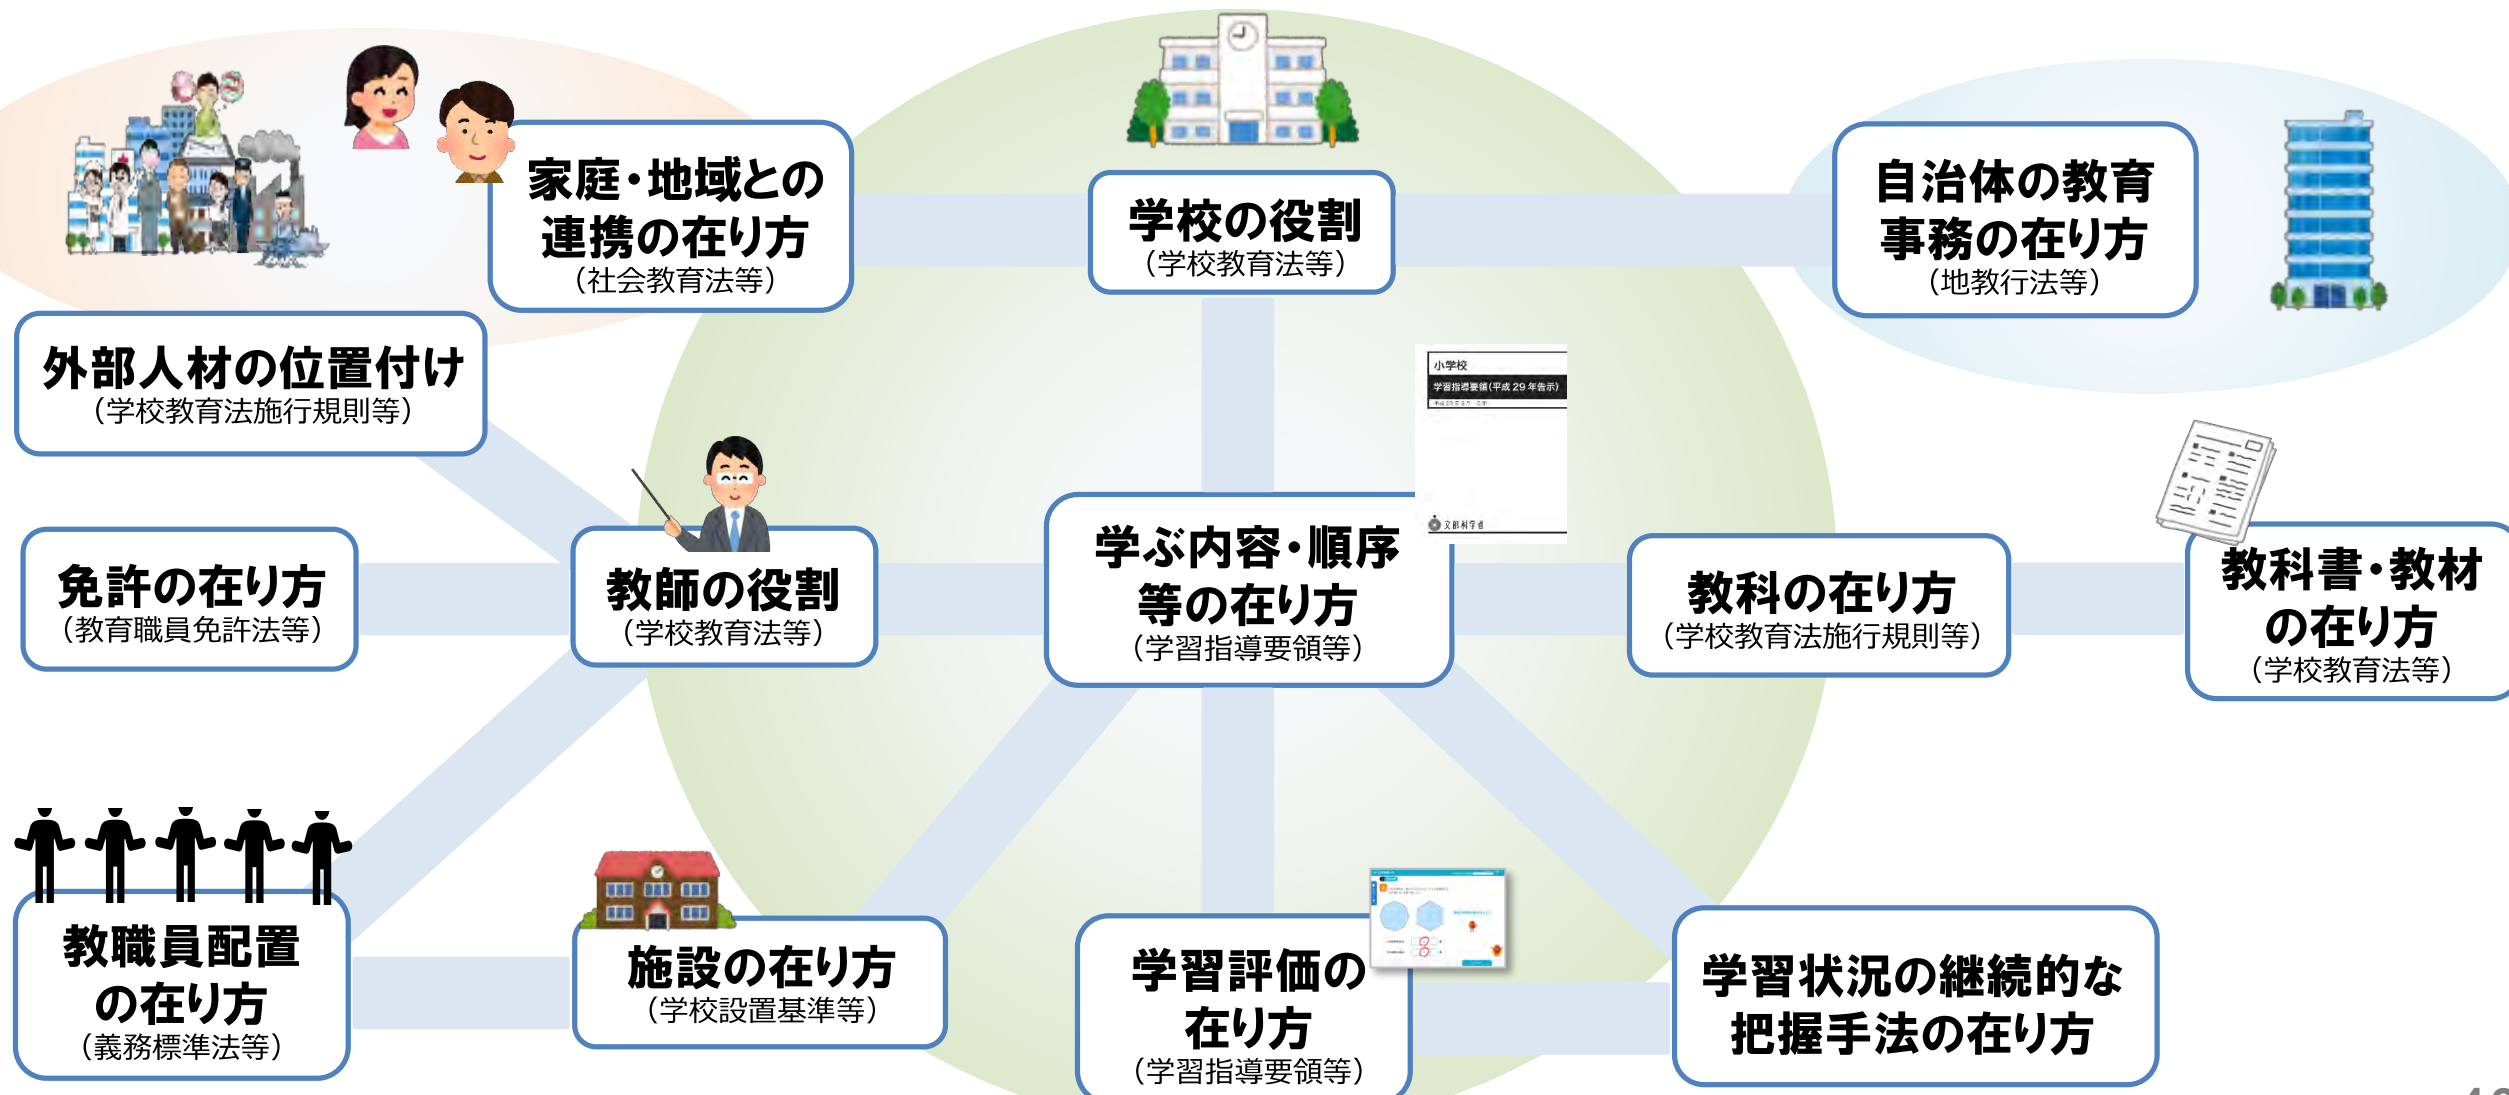 家庭・地域との
連携の在り方
（社会教育法等）
学校の役割
（学校教育法等）
自治体の教育
事務の在り方
（地教行法等）
外部人材の位置付け
（学校教育法施行規則等）
小学校
学習指導要領（平成 29 年告示）
文部科学省
免許の在り方
（教育職員免許法等）
教師の役割
（学校教育法等）
学ぶ内容・順序
等の在り方
（学習指導要領等）
教科の在り方
（学校教育法施行規則等）
教科書・教材
の在り方
（学校教育法等）
教職員配置
の在り方
（義務標準法等）
施設の在り方
（学校設置基準等）
学習評価の
在り方
（学習指導要領等）
学習状況の継続的な
把握手法の在り方